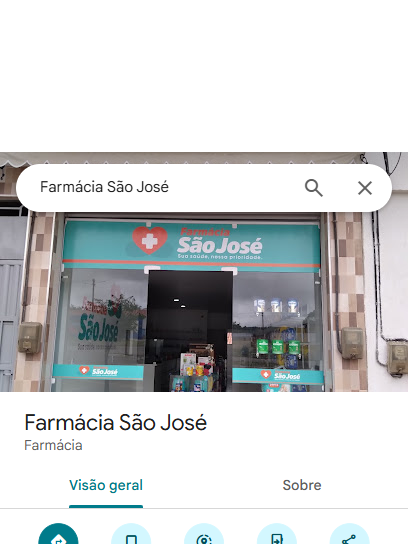 Farmácia São José
Farmácia
São José
Sua saúde, nossa prioridade.
Farmácia
São José
São José
São José
Farmácia São José
Farmácia
Visão geral
Sobre